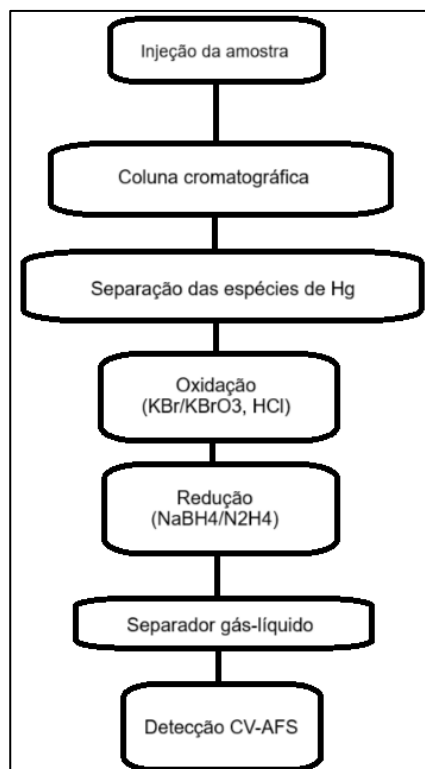 Injeção da amostra
Coluna cromatográfica
Separação das espécies de Hg
Oxidação
(KBr/KBrO3, HCl)
Redução
(NaBH4/N2H4)
Separador gás-líquido
Detecção CV-AFS